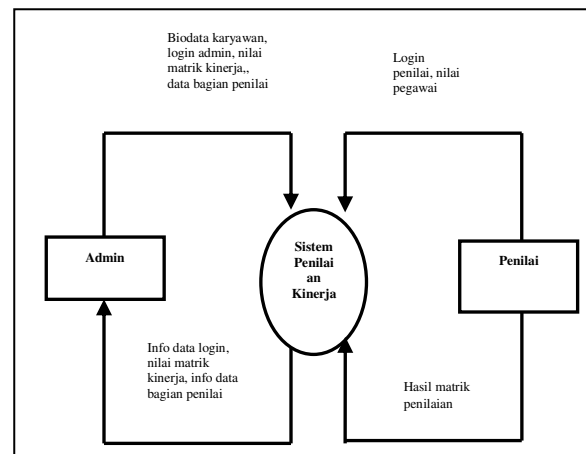 Biodata karyawan,
login admin, nilai
matrik kinerja,,
data bagian penilai
Login
penilai, nilai
pegawai
Admin
Sistem
Penilai
an
Kinerja
Penilai
Info data login,
nilai matrik
kinerja, info data
bagian penilai
Hasil matrik
penilaian